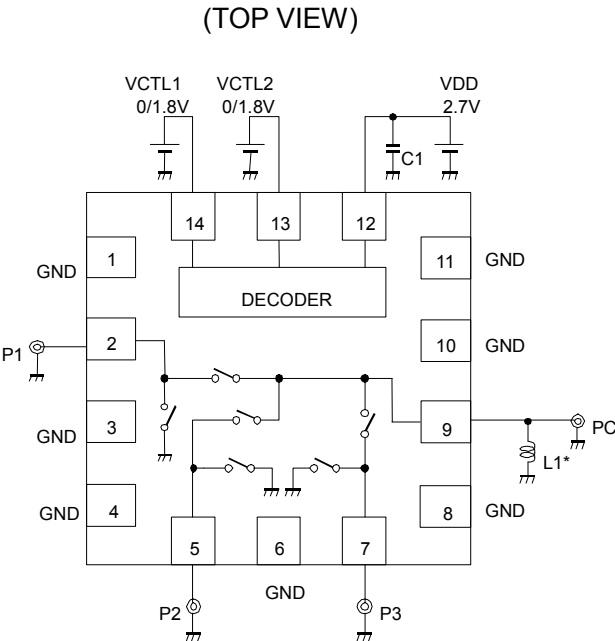 (TOP VIEW)
VCTL1
0/1.8V
VCTL2
0/1.8V
VDD
2.7V
C1
14
13
12
GND
1
11
GND
DECODER
P1
2
10
GND
GND
3
9
PC
L1*
GND
4
8
GND
5
6
7
GND
P2
P3